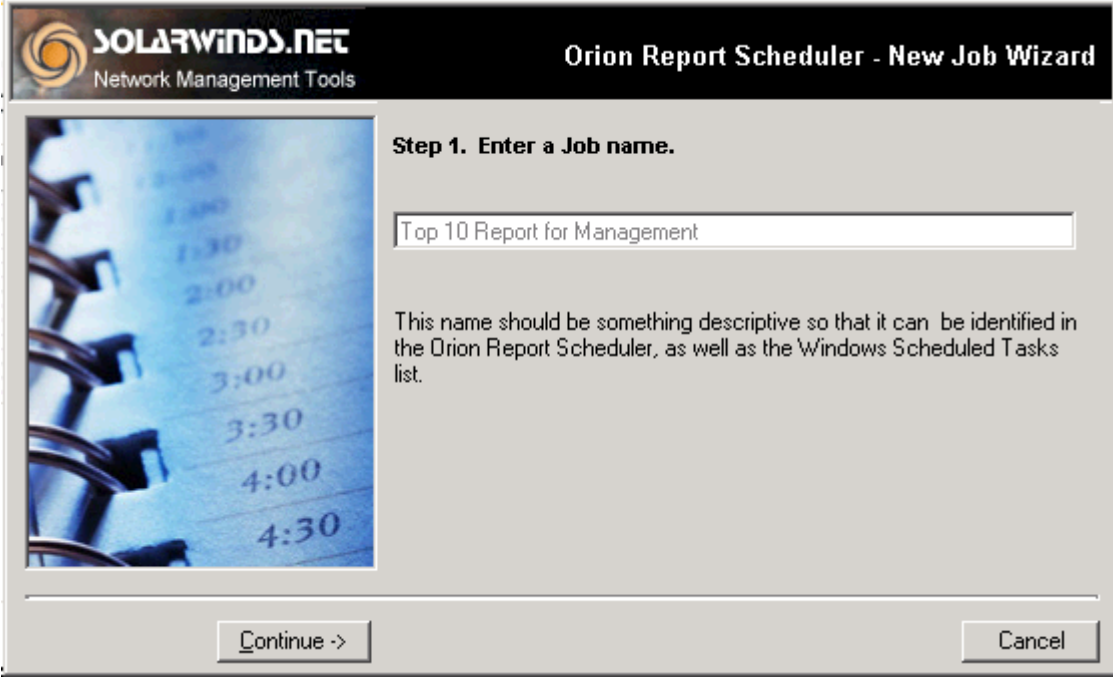 SOLARWINDS.NET
Network Management Tools
Orion Report Scheduler - New Job Wizard
Step 1. Enter a Job name.
Top 10 Report for Management
This name should be something descriptive so that it can be identified in
the Orion Report Scheduler, as well as the Windows Scheduled Tasks
list.
1:00
1:30
2:00
2:30
3:00
3:30
4:00
4:30
Continue ->
Cancel